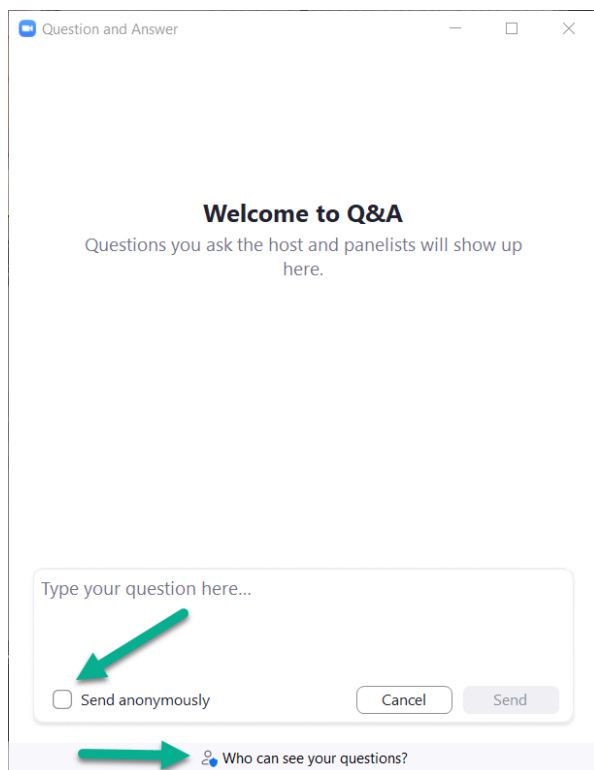 Question and Answer
Welcome to Q&A
Questions you ask the host and panelists will show up
here.
Type your question here...
Send anonymously
Cancel
Send
Who can see your questions?